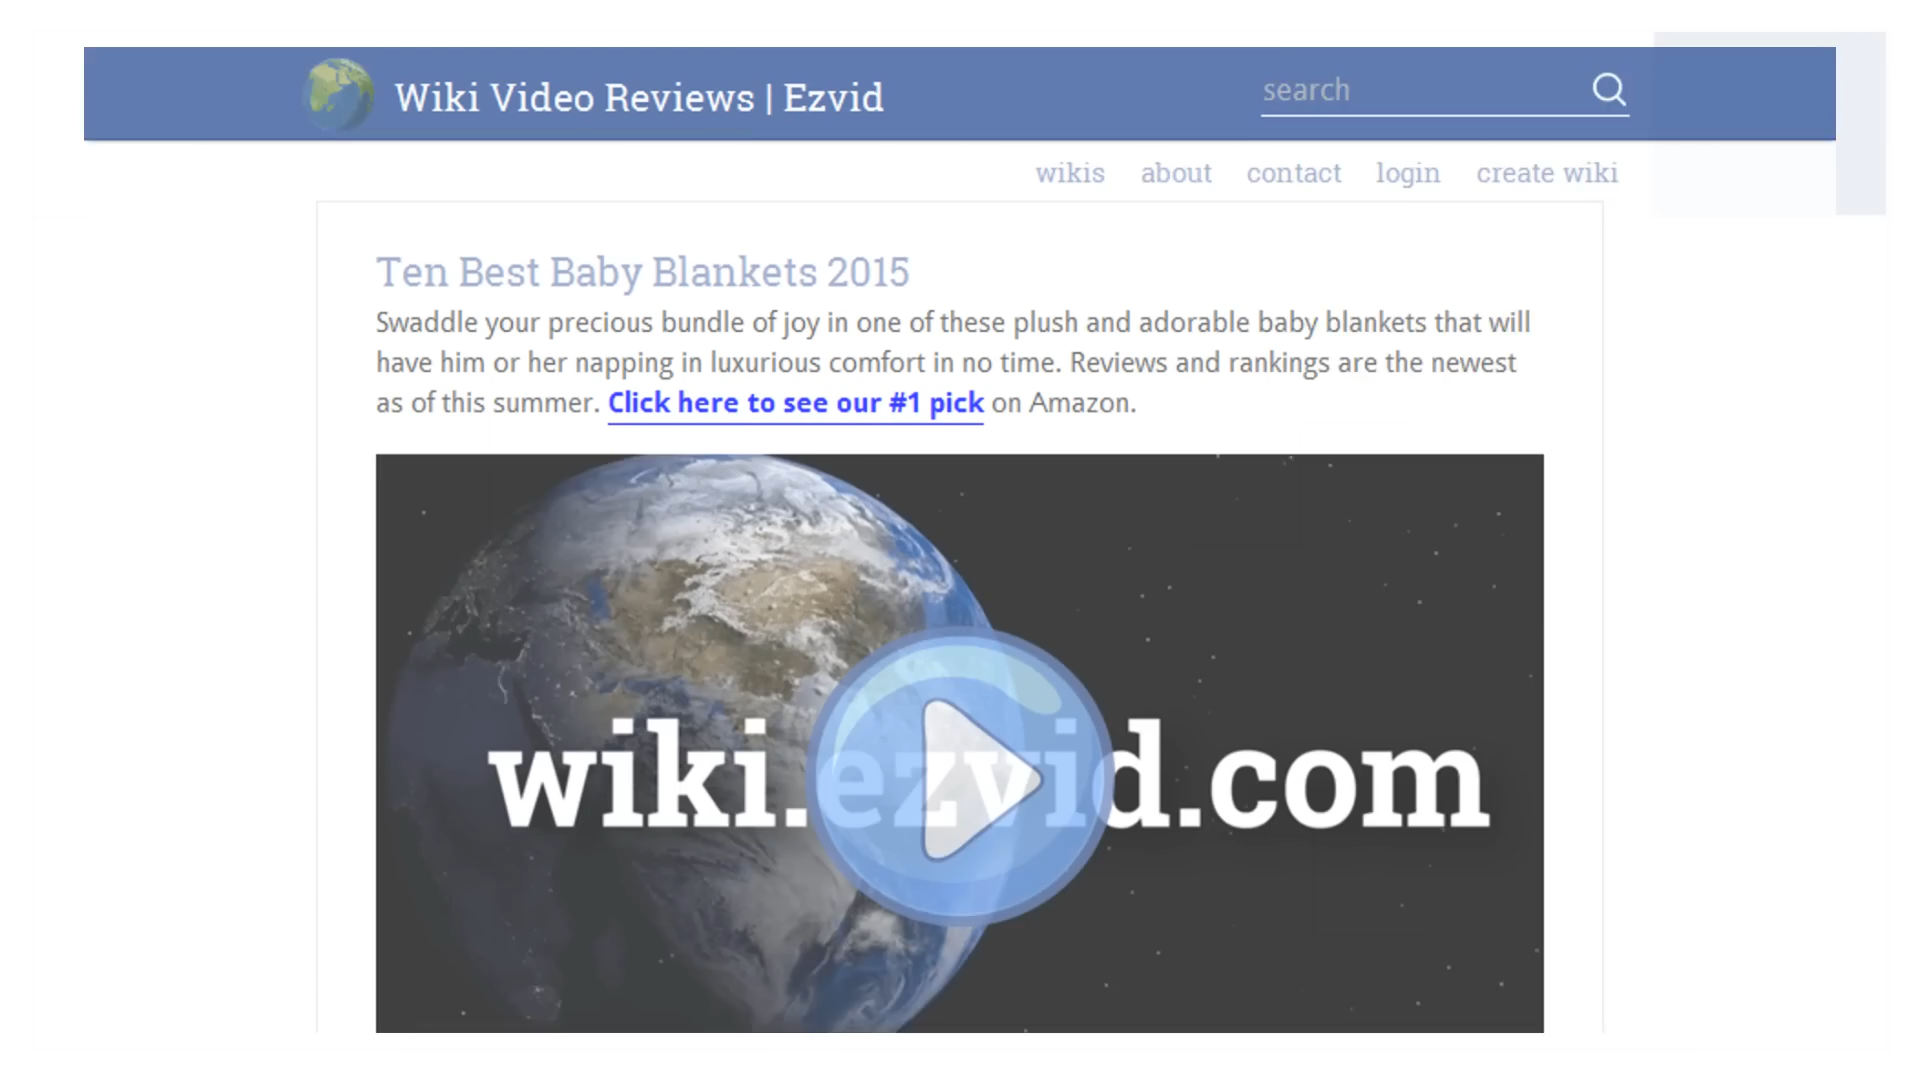 Wiki Video Reviews | Ezvid
search
wikis about contact login create wiki
Ten Best Baby Blankets 2015
Swaddle your precious bundle of joy in one of these plush and adorable baby blankets that will
have him or her napping in luxurious comfort in no time. Reviews and rankings are the newest
as of this summer. Click here to see our #1 pick on Amazon.
wiki.ezvid.com